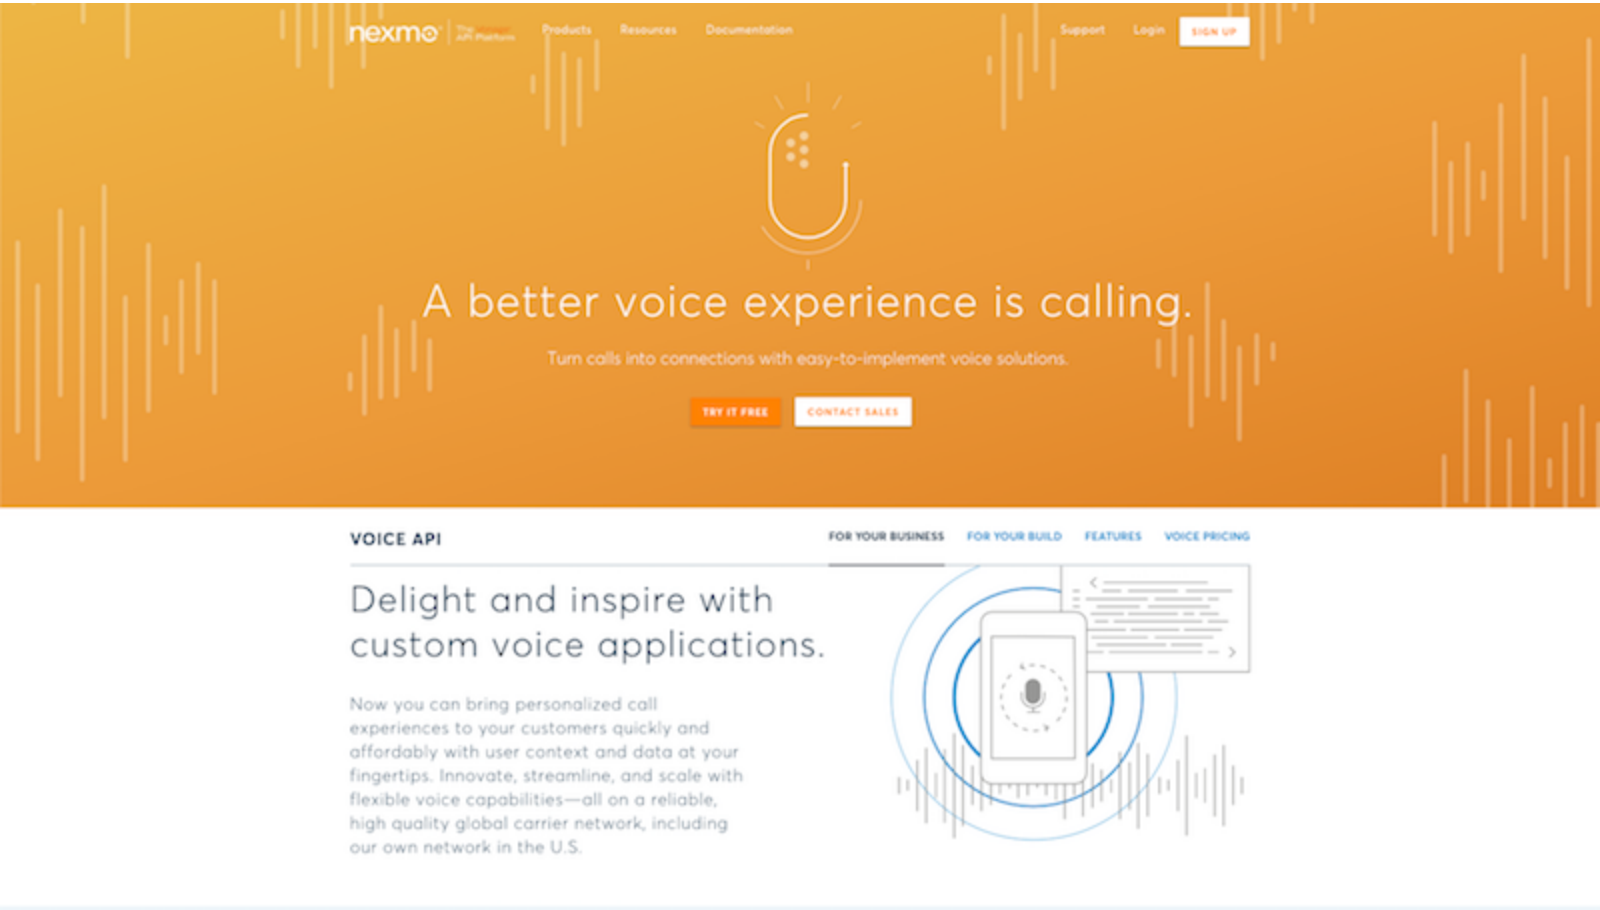 nexmo
The
API Platform
Products
Resources
Documentation
Support
Login
SIGN UP
A better voice experience is calling.
Turn calls into connections with easy-to-implement voice solutions.
TRY IT FREE
CONTACT SALES
VOICE API
FOR YOUR BUSINESS
FOR YOUR BUILD
FEATURES
VOICE PRICING
Delight and inspire with
custom voice applications.
Now you can bring personalized call
experiences to your customers quickly and
affordably with user context and data at your
fingertips. Innovate, streamline, and scale with
flexible voice capabilities—all on a reliable,
high quality global carrier network, including
our own network in the U.S.